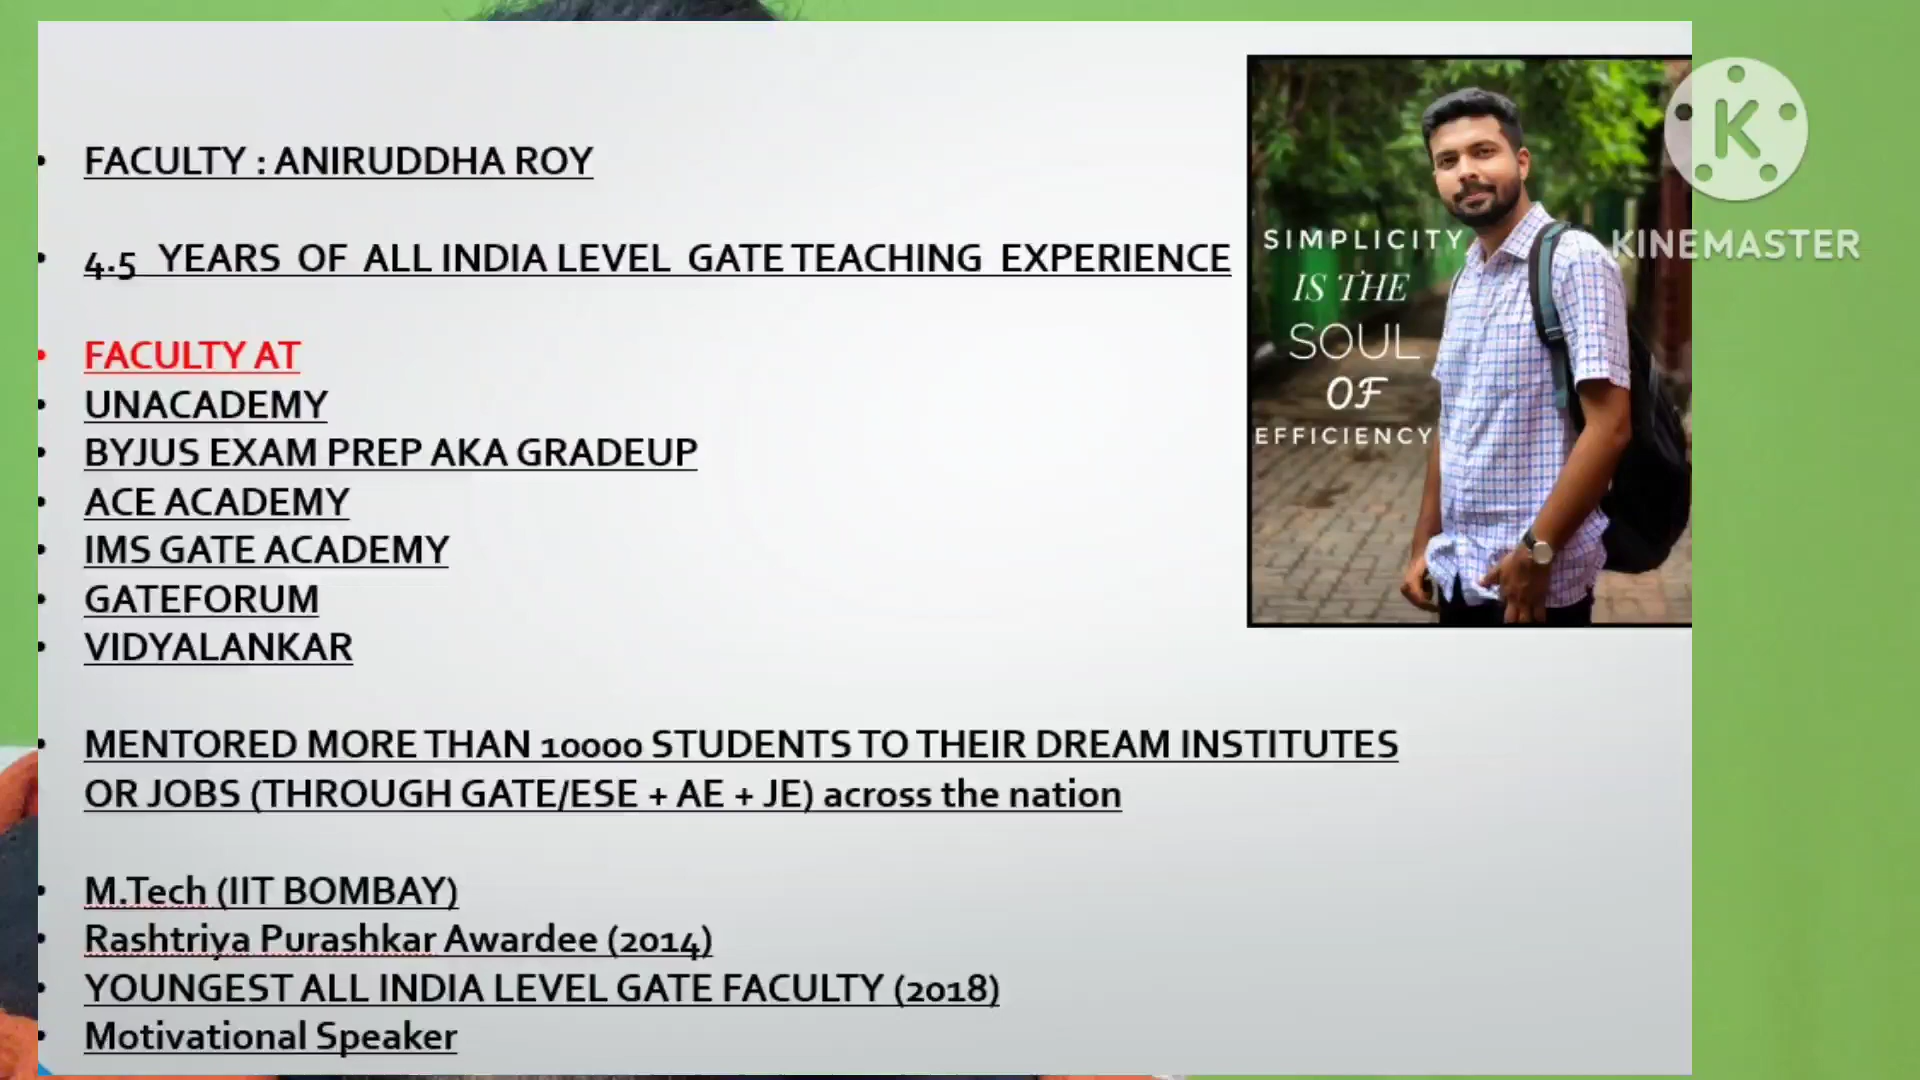 FACULTY : ANIRUDDHA ROY
4.5 YEARS OF ALL INDIA LEVEL GATE TEACHING EXPERIENCE
FACULTY AT
UNACADEMY
BYJUS EXAM PREP AKA GRADEUP
ACE ACADEMY
IMS GATE ACADEMY
GATEFORUM
VIDYALANKAR
MENTORED MORE THAN 10000 STUDENTS TO THEIR DREAM INSTITUTES
OR JOBS (THROUGH GATE/ESE + AE + JE) across the nation
M.Tech (IIT BOMBAY)
Rashtriya Purashkar Awardee (2014)
YOUNGEST ALL INDIA LEVEL GATE FACULTY (2018)
Motivational Speaker
SIMPLICITY
IS THE
SOUL
OF
EFFICIENCY
K
KINEMASTER